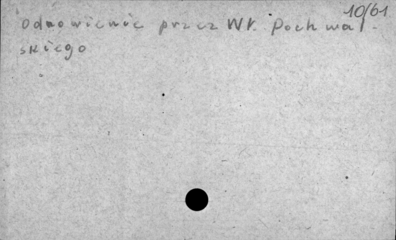 10/61
Odnowienie przez Wł. Pochwal-
skiego